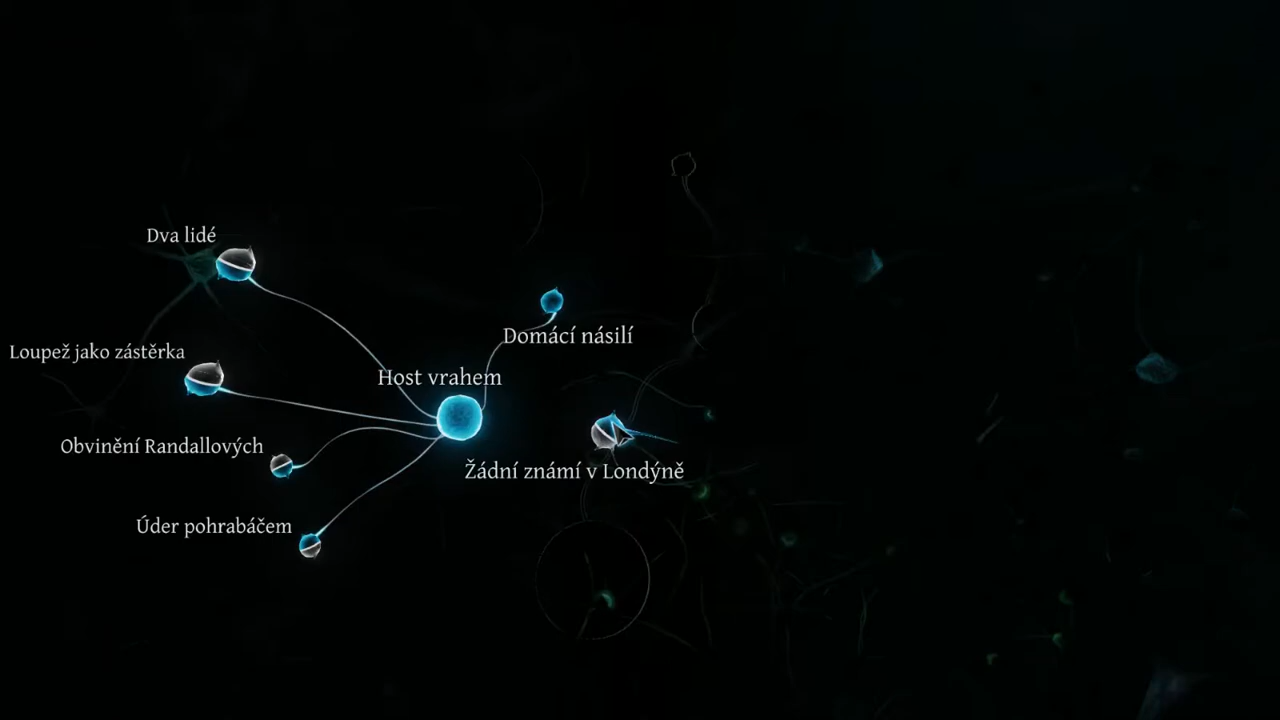 Dva lidé
Domácí násilí
Loupež jako zástěrka
Host vrahem
Obvinění Randallových
Žádní známí v Londýně
Úder pohrabáčem